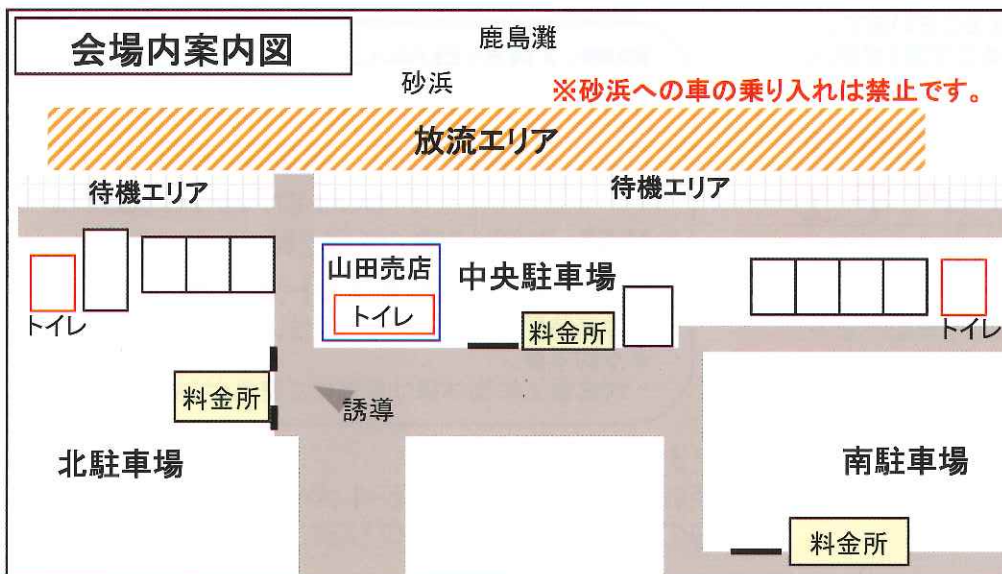 会場内案内図
鹿島灘
砂浜
※砂浜への車の乗り入れは禁止です。
放流エリア
待機エリア
待機エリア
トイレ
山田売店
トイレ
中央駐車場
料金所
トイレ
料金所
誘導
北駐車場
南駐車場
料金所